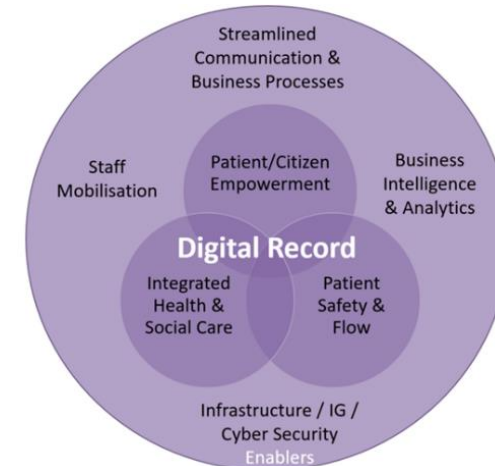 Streamlined
Communication &
Business Processes
Staff
Mobilisation
Patient/Citizen
Empowerment
Business
Intelligence
& Analytics
Digital Record
Integrated
Health &
Social Care
Patient
Safety &
Flow
Infrastructure / IG /
Cyber Security
Enablers